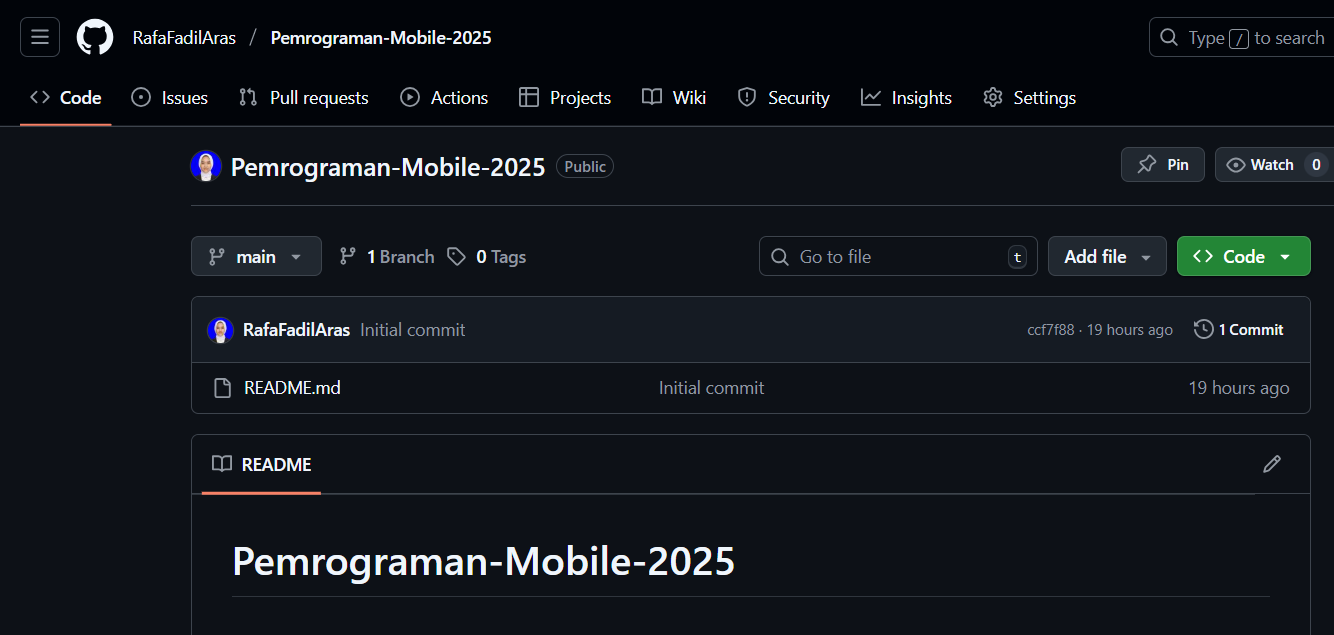 RafaFadilAras / Pemrograman-Mobile-2025
Type / to search
Code Issues Pull requests Actions Projects Wiki Security Insights Settings
Pemrograman-Mobile-2025 Public
Pin Watch 0
main 1 Branch 0 Tags Go to file t Add file Code
RafaFadilAras Initial commit ccf7f88 · 19 hours ago 1 Commit
README.md Initial commit 19 hours ago
README
Pemrograman-Mobile-2025